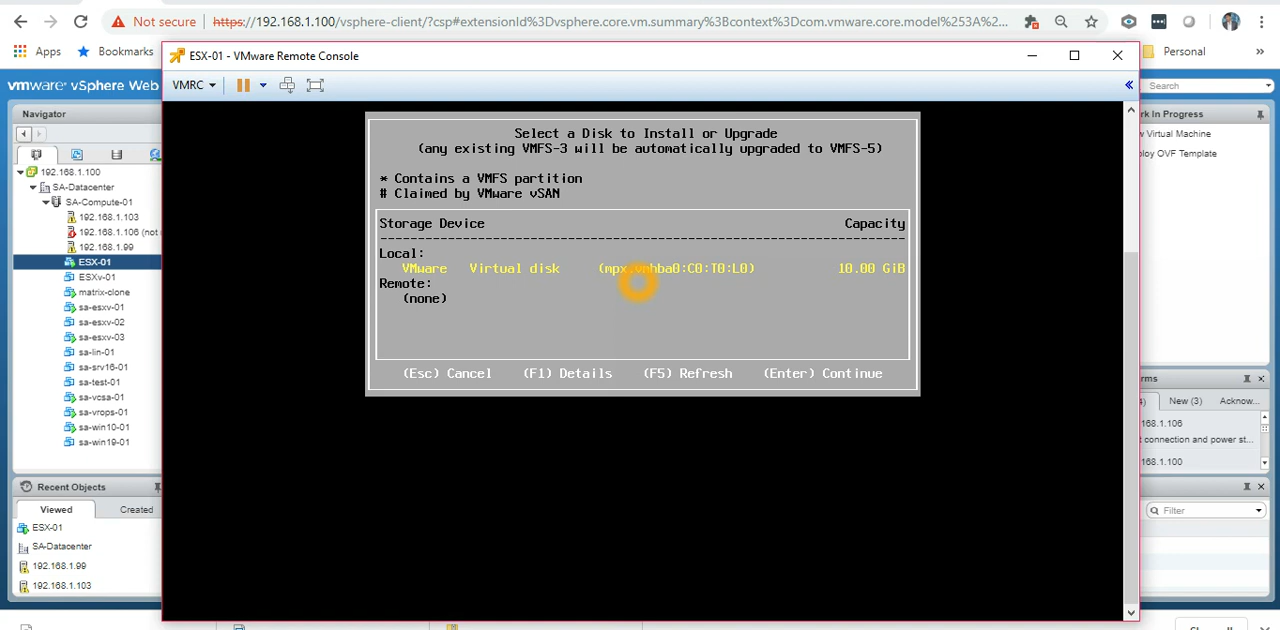 Not secure
https://192.168.1.100/vsphere-client/?csp#extensionId%3Dvsphere.core.vm.summary%3Bcontext%3Dcom.vmware.core.model%253A%2...
Apps
Bookmarks
Personal
»
ESX-01 - VMware Remote Console
VMRC
vmware® vSphere Web
Search
Navigator
192.168.1.100
SA-Datacenter
SA-Compute-01
192.168.1.103
192.168.1.106 (not
192.168.1.99
ESX-01
ESXv-01
matrix-clone
sa-esxv-01
sa-esxv-02
sa-esxv-03
sa-lin-01
sa-srv16-01
sa-test-01
sa-vcsa-01
sa-vrops-01
sa-win10-01
sa-win19-01
Recent Objects
Viewed
Created
ESX-01
SA-Datacenter
192.168.1.99
192.168.1.103
Select a Disk to Install or Upgrade
(any existing VMFS-3 will be automatically upgraded to VMFS-5)
* Contains a VMFS partition
# Claimed by VMware vSAN
Storage Device Capacity
Local:
VMware Virtual disk (mpx.vmhba0:C0:T0:L0) 10.00 GiB
Remote:
(none)
(Esc) Cancel (F1) Details (F5) Refresh (Enter) Continue
rk In Progress
w Virtual Machine
ploy OVF Template
rms
4)
New (3)
Acknow...
168.1.106
t connection and power st...
168.1.100
Filter